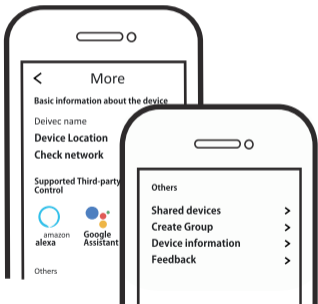 <
More
Basic information about the device
Deivec name
Device Location
Check network
Supported Third-party
Control
amazon
alexa
Google
Assistant
Others
Others
Shared devices >
Create Group >
Device information >
Feedback >